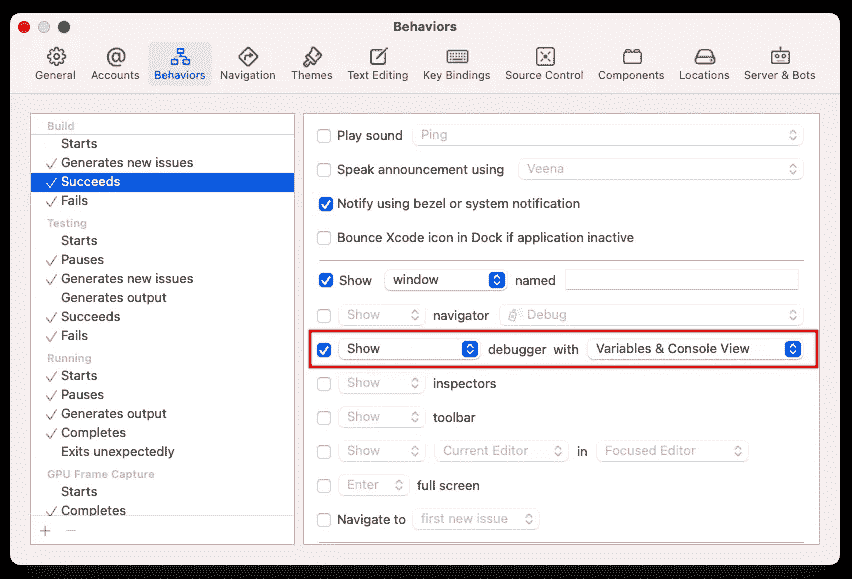 Behaviors
General Accounts Behaviors Navigation Themes Text Editing Key Bindings Source Control Components Locations Server & Bots
Build
Starts
Generates new issues
Succeeds
Fails
Testing
Starts
Pauses
Generates new issues
Generates output
Succeeds
Fails
Running
Starts
Pauses
Generates output
Completes
Exits unexpectedly
GPU Frame Capture
Starts
Completes
Play sound Ping
Speak announcement using Veena
Notify using bezel or system notification
Bounce Xcode icon in Dock if application inactive
Show window named
Show navigator Debug
Show debugger with Variables & Console View
Show inspectors
Show toolbar
Show Current Editor in Focused Editor
Enter full screen
Navigate to first new issue